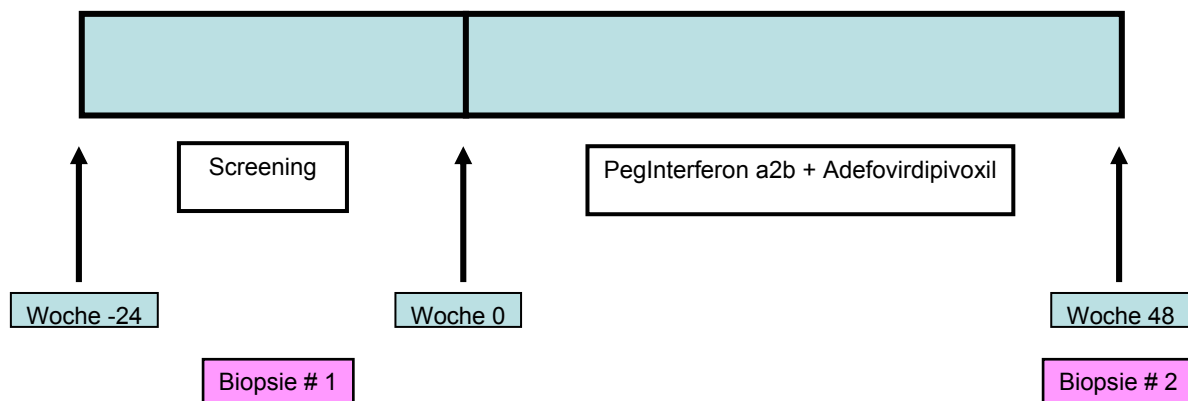 Screening
PegInterferon a2b + Adefovirdipivoxil
Woche -24
Woche 0
Woche 48
Biopsie # 1
Biopsie # 2